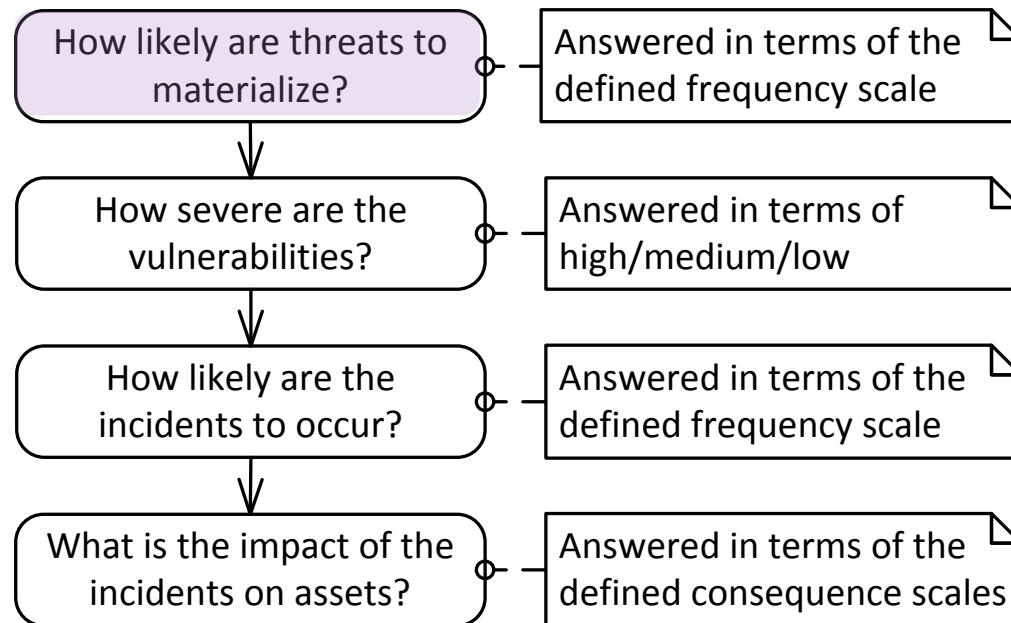 How likely are threats to
materialize?
Answered in terms of the
defined frequency scale
How severe are the
vulnerabilities?
Answered in terms of
high/medium/low
How likely are the
incidents to occur?
Answered in terms of the
defined frequency scale
What is the impact of the
incidents on assets?
Answered in terms of the
defined consequence scales